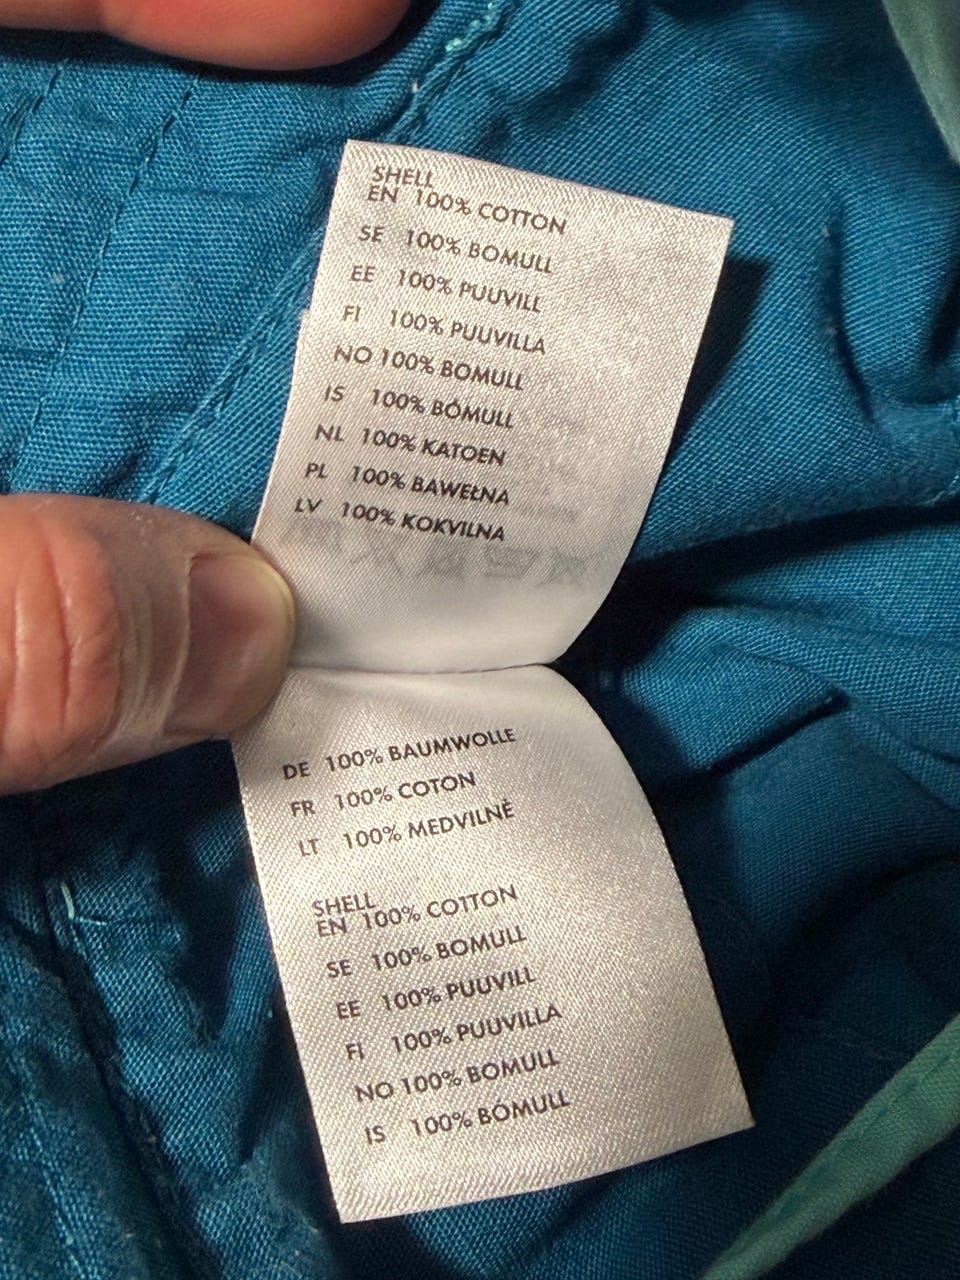 SHELL
EN 100% COTTON
SE 100% BOMULL
EE 100% PUUVILL
FI 100% PUUVILLA
NO 100% BOMULL
IS 100% BÓMULL
NL 100% KATOEN
PL 100% BAWEŁNA
LV 100% KOKVILNA
DE 100% BAUMWOLLE
FR 100% COTON
LT 100% MEDVILNĖ
SHELL
EN 100% COTTON
SE 100% BOMULL
EE 100% PUUVILL
FI 100% PUUVILLA
NO 100% BOMULL
IS 100% BÓMULL